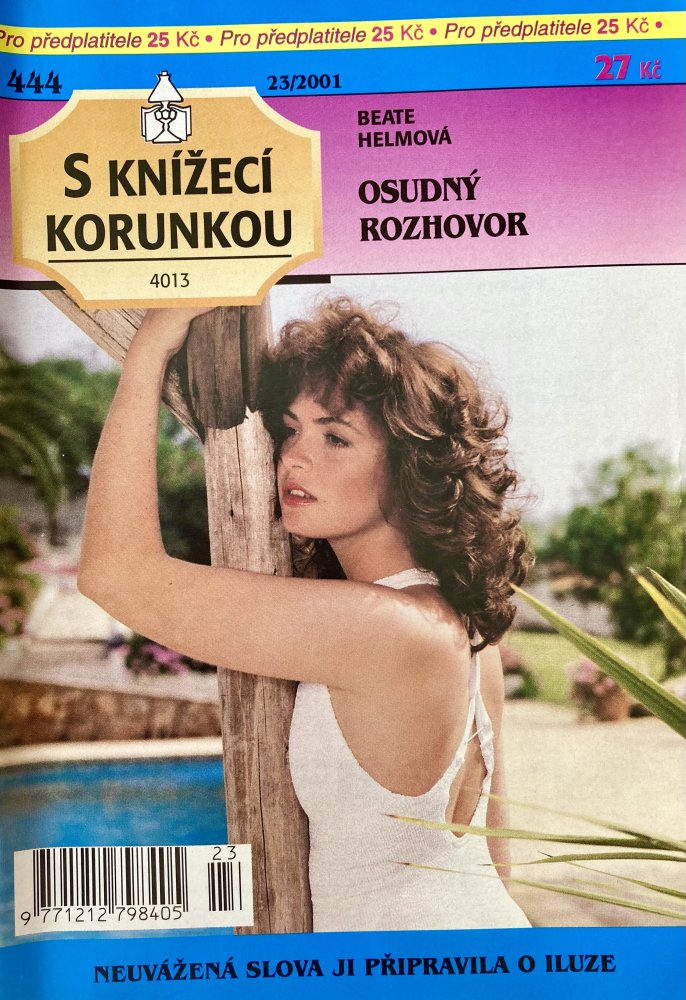 Pro předplatitele 25 Kč • Pro předplatitele 25 Kč • Pro předplatitele 25 Kč •
444
23/2001
27 Kč
S KNÍŽECÍ
KORUNKOU
4013
BEATE
HELMOVÁ
OSUDNÝ
ROZHOVOR
23
9 771212 798405
NEUVÁŽENÁ SLOVA JI PŘIPRAVILA O ILUZE